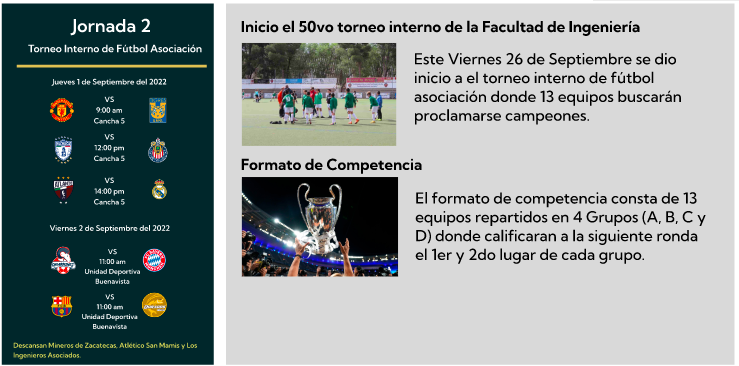 Jornada 2
Torneo Interno de Fútbol Asociación
Jueves 1 de Septiembre del 2022
VS
9:00 am
Cancha 5
VS
12:00 pm
Cancha 5
VS
14:00 pm
Cancha 5
Viernes 2 de Septiembre del 2022
VS
11:00 am
Unidad Deportiva
Buenavista
VS
11:00 am
Unidad Deportiva
Buenavista
Descansan Mineros de Zacatecas, Atlético San Mamis y Los
Ingenieros Asociados.
Inicio el 50vo torneo interno de la Facultad de Ingeniería
Este Viernes 26 de Septiembre se dio
inicio a el torneo interno de fútbol
asociación donde 13 equipos buscarán
proclamarse campeones.
Formato de Competencia
El formato de competencia consta de 13
equipos repartidos en 4 Grupos (A, B, C y
D) donde calificaran a la siguiente ronda
el 1er y 2do lugar de cada grupo.